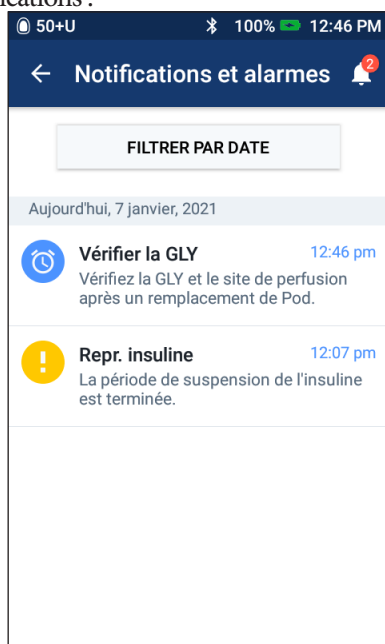 ications :
50+U 100% 12:46 PM
Notifications et alarmes 2
FILTRER PAR DATE
Aujourd'hui, 7 janvier, 2021
Vérifier la GLY 12:46 pm
Vérifiez la GLY et le site de perfusion
après un remplacement de Pod.
Repr. insuline 12:07 pm
La période de suspension de l'insuline
est terminée.